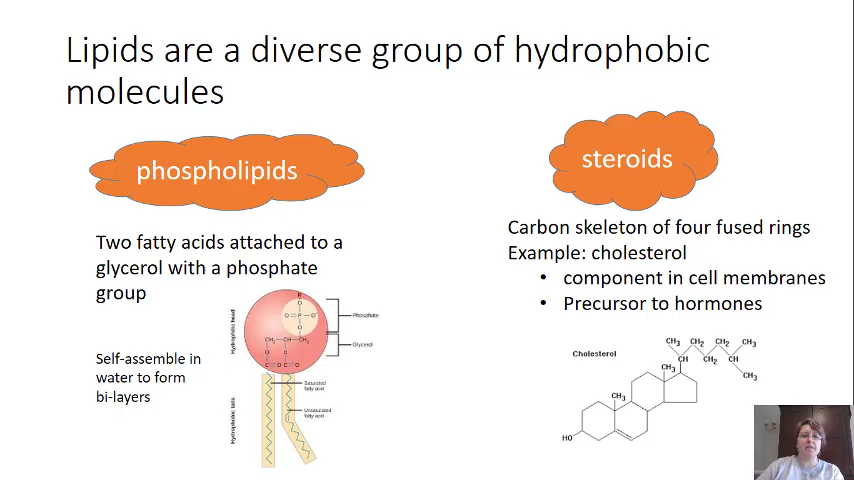 Lipids are a diverse group of hydrophobic
molecules
phospholipids
Two fatty acids attached to a
glycerol with a phosphate
group
Self-assemble in
water to form
bi-layers
Hydrophilic head
Hydrophobic tails
R
O
O=P—O⁻
O
CH₂—CH—CH₃
O O
C=O C=O
Phosphate
Glycerol
Saturated
fatty acid
Unsaturated
fatty acid
steroids
Carbon skeleton of four fused rings
Example: cholesterol
• component in cell membranes
• Precursor to hormones
Cholesterol
CH₃ CH₂ CH₂ CH₃
CH CH₂ CH
CH₃ CH₃
CH₃
HO